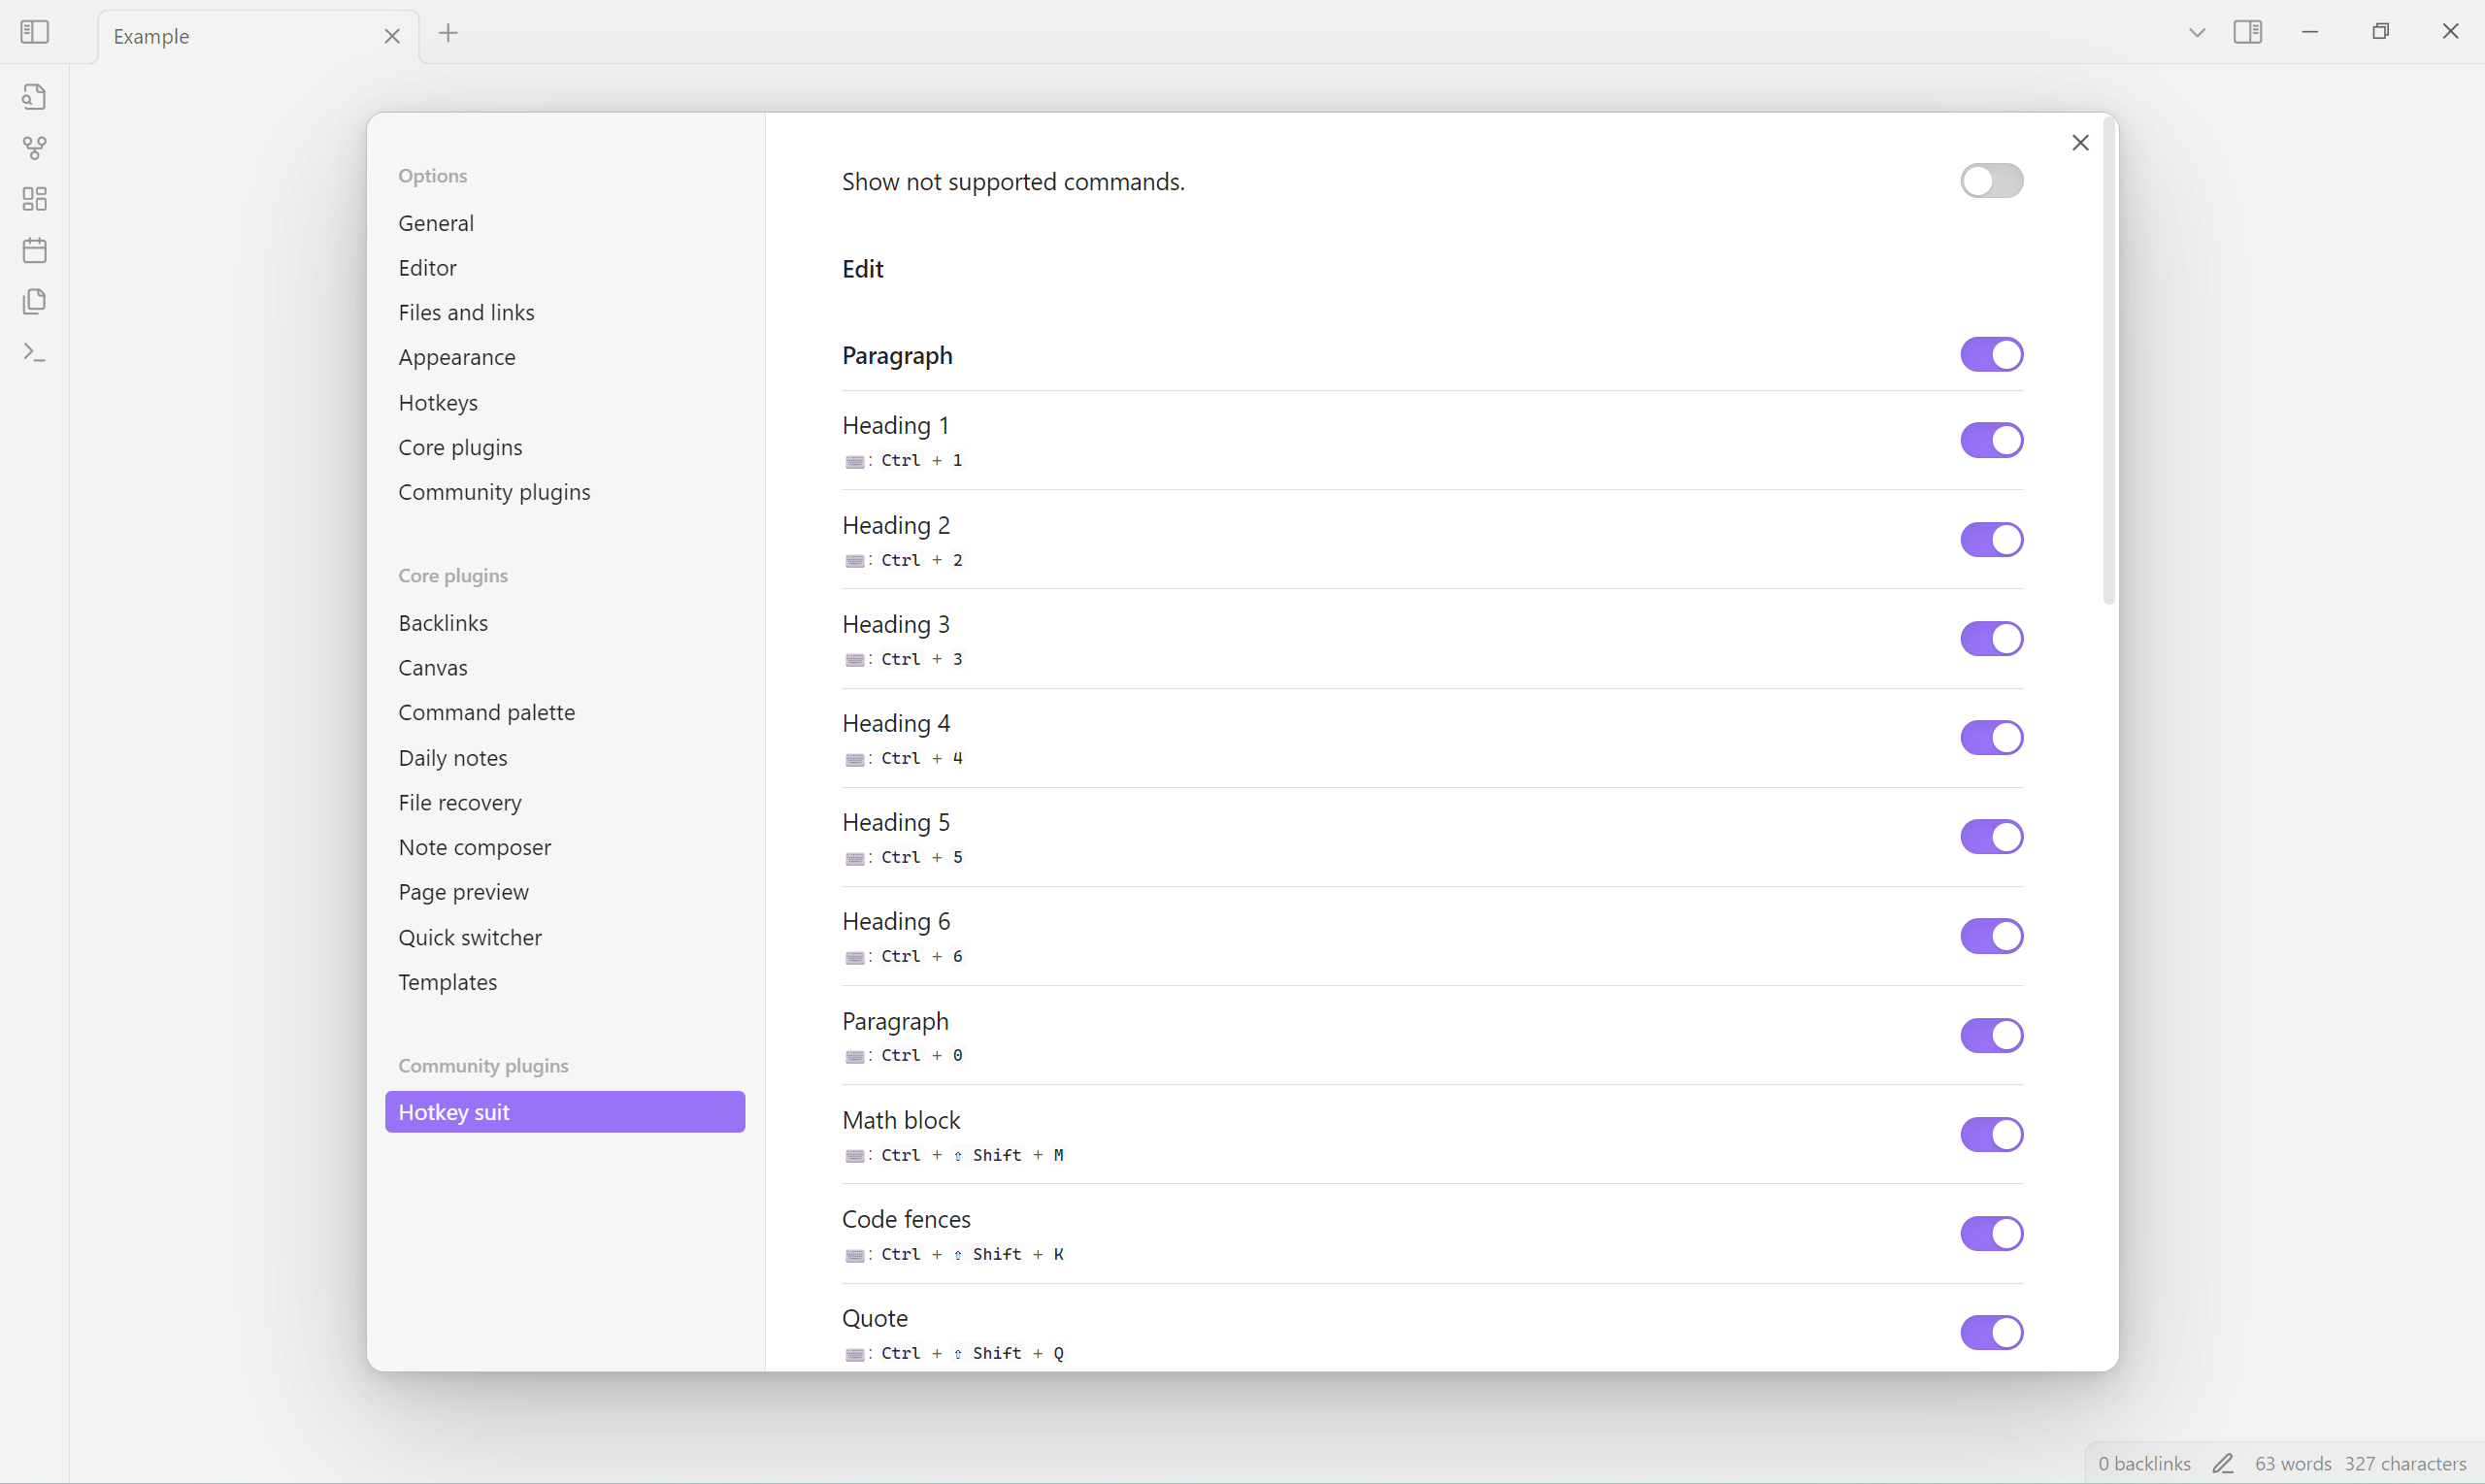 Example
Options
General
Editor
Files and links
Appearance
Hotkeys
Core plugins
Community plugins
Core plugins
Backlinks
Canvas
Command palette
Daily notes
File recovery
Note composer
Page preview
Quick switcher
Templates
Community plugins
Hotkey suit
Show not supported commands.
Edit
Paragraph
Heading 1
: Ctrl + 1
Heading 2
: Ctrl + 2
Heading 3
: Ctrl + 3
Heading 4
: Ctrl + 4
Heading 5
: Ctrl + 5
Heading 6
: Ctrl + 6
Paragraph
: Ctrl + 0
Math block
: Ctrl + ⇧ Shift + M
Code fences
: Ctrl + ⇧ Shift + K
Quote
: Ctrl + ⇧ Shift + Q
0 backlinks 63 words 327 characters